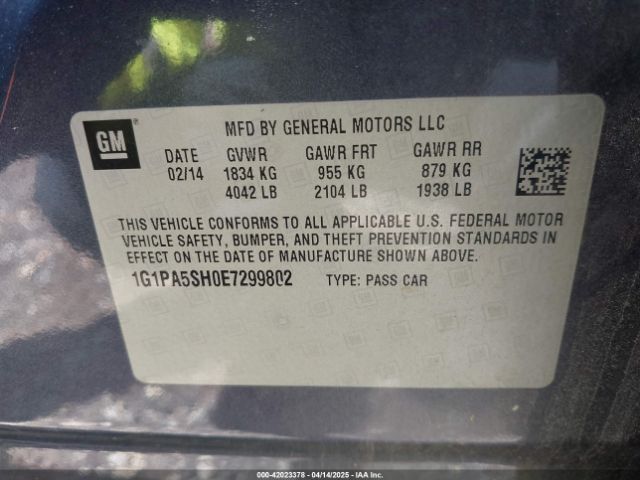 GM
MFD BY GENERAL MOTORS LLC
DATE GVWR GAWR FRT GAWR RR
02/14 1834 KG 955 KG 879 KG
4042 LB 2104 LB 1938 LB
THIS VEHICLE CONFORMS TO ALL APPLICABLE U.S. FEDERAL MOTOR
VEHICLE SAFETY, BUMPER, AND THEFT PREVENTION STANDARDS IN
EFFECT ON THE DATE OF MANUFACTURE SHOWN ABOVE.
1G1PA5SH0E7299802 TYPE: PASS CAR
000-42023378 - 04/14/2025 - IAA Inc.